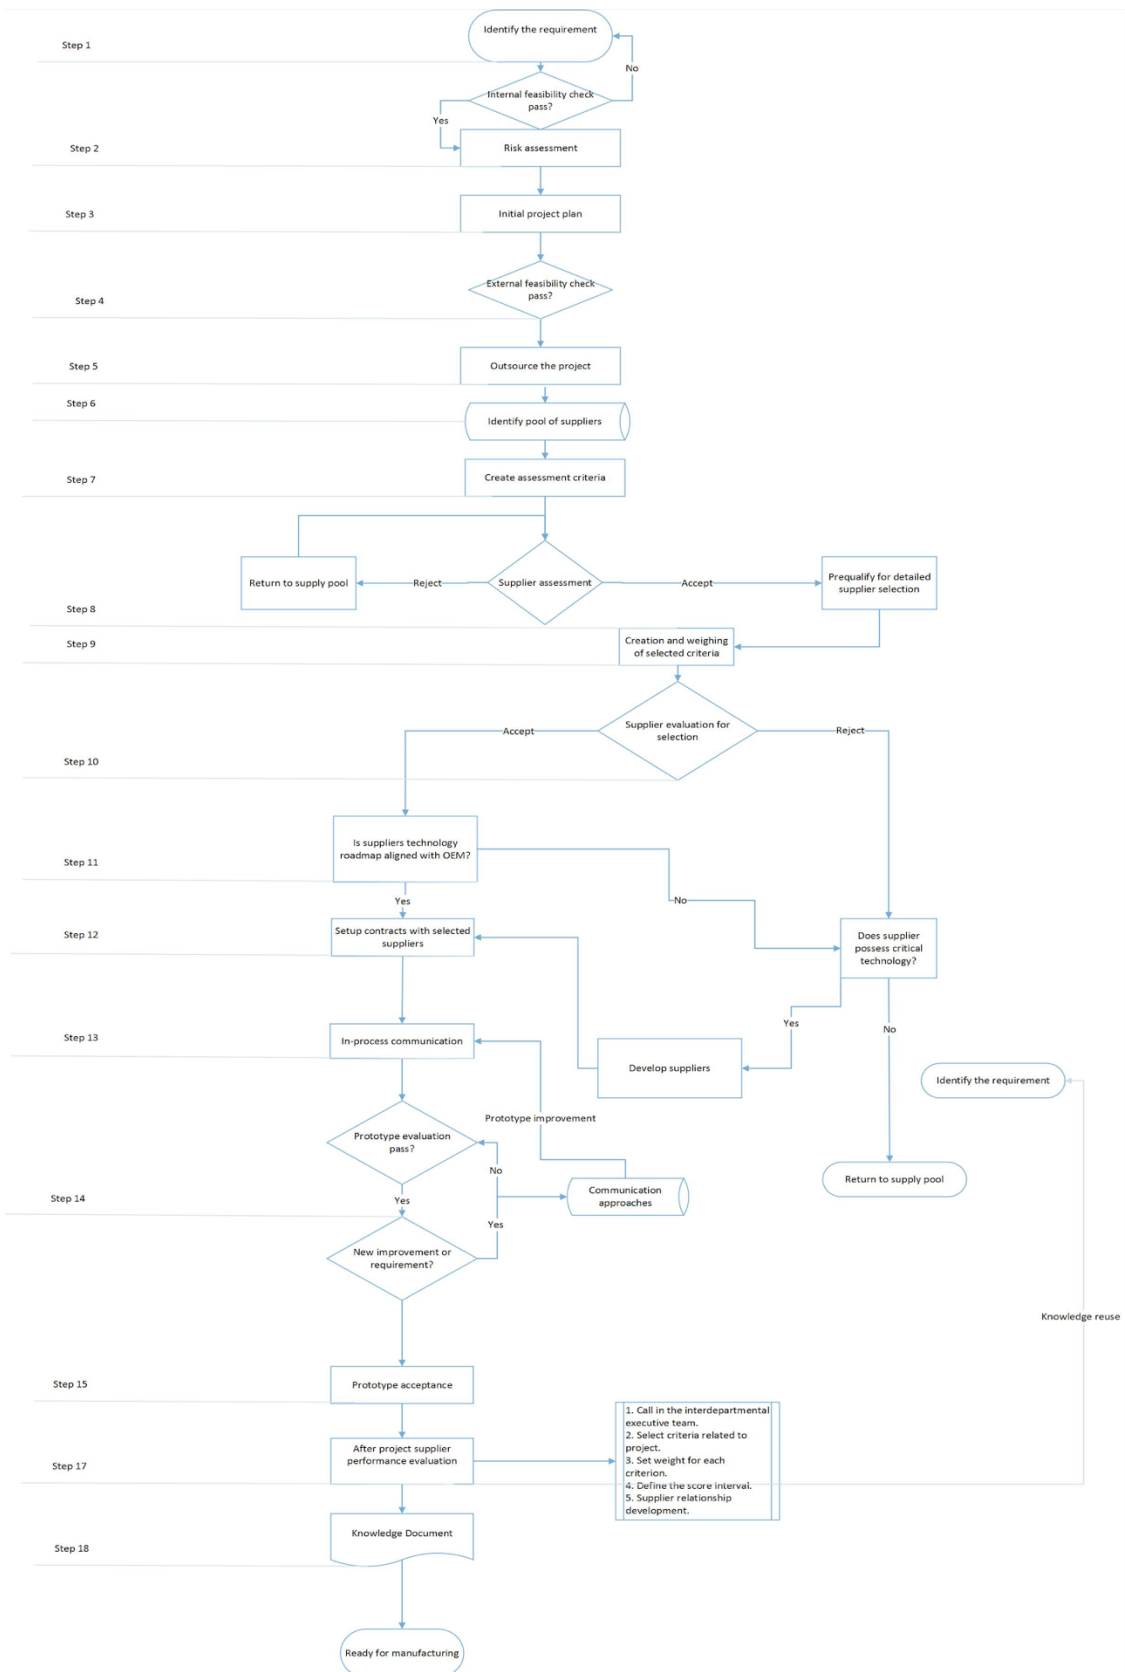 Identify the requirement
Step 1
No
Internal feasibility check
pass?
Yes
Step 2
Risk assessment
Step 3
Initial project plan
External feasibility check
pass?
Step 4
Step 5
Outsource the project
Step 6
Identify pool of suppliers
Step 7
Create assessment criteria
Return to supply pool
Reject
Supplier assessment
Accept
Prequalify for detailed
supplier selection
Step 8
Step 9
Creation and weighing
of selected criteria
Supplier evaluation for
selection
Accept
Reject
Step 10
Is suppliers technology
roadmap aligned with OEM?
Step 11
Yes
No
Step 12
Setup contracts with selected
suppliers
Does supplier
possess critical
technology?
Yes
No
Step 13
In-process communication
Develop suppliers
Identify the requirement
Prototype improvement
Prototype evaluation
pass?
No
Return to supply pool
Communication
approaches
Step 14
Yes
Yes
New improvement or
requirement?
Knowledge reuse
Step 15
Prototype acceptance
1. Call in the interdepartmental
executive team.
2. Select criteria related to
project.
3. Set weight for each
criterion.
4. Define the score interval.
5. Supplier relationship
development.
After project supplier
performance evaluation
Step 17
Knowledge Document
Step 18
Ready for manufacturing